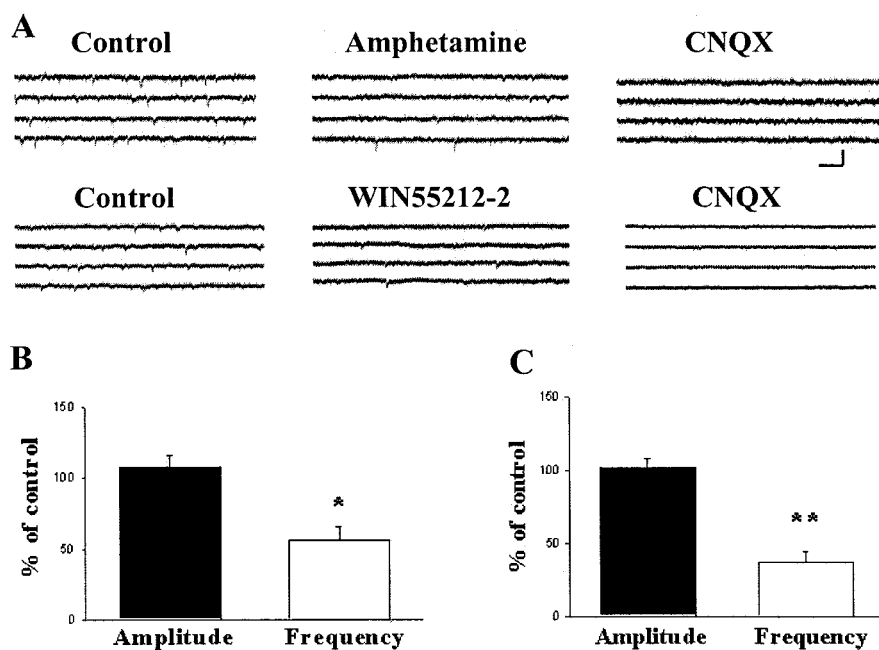 A
Control Amphetamine CNQX
Control WIN55212-2 CNQX
B
C
% of control
150
100
50
0
*
Amplitude Frequency
% of control
150
100
50
0
**
Amplitude Frequency